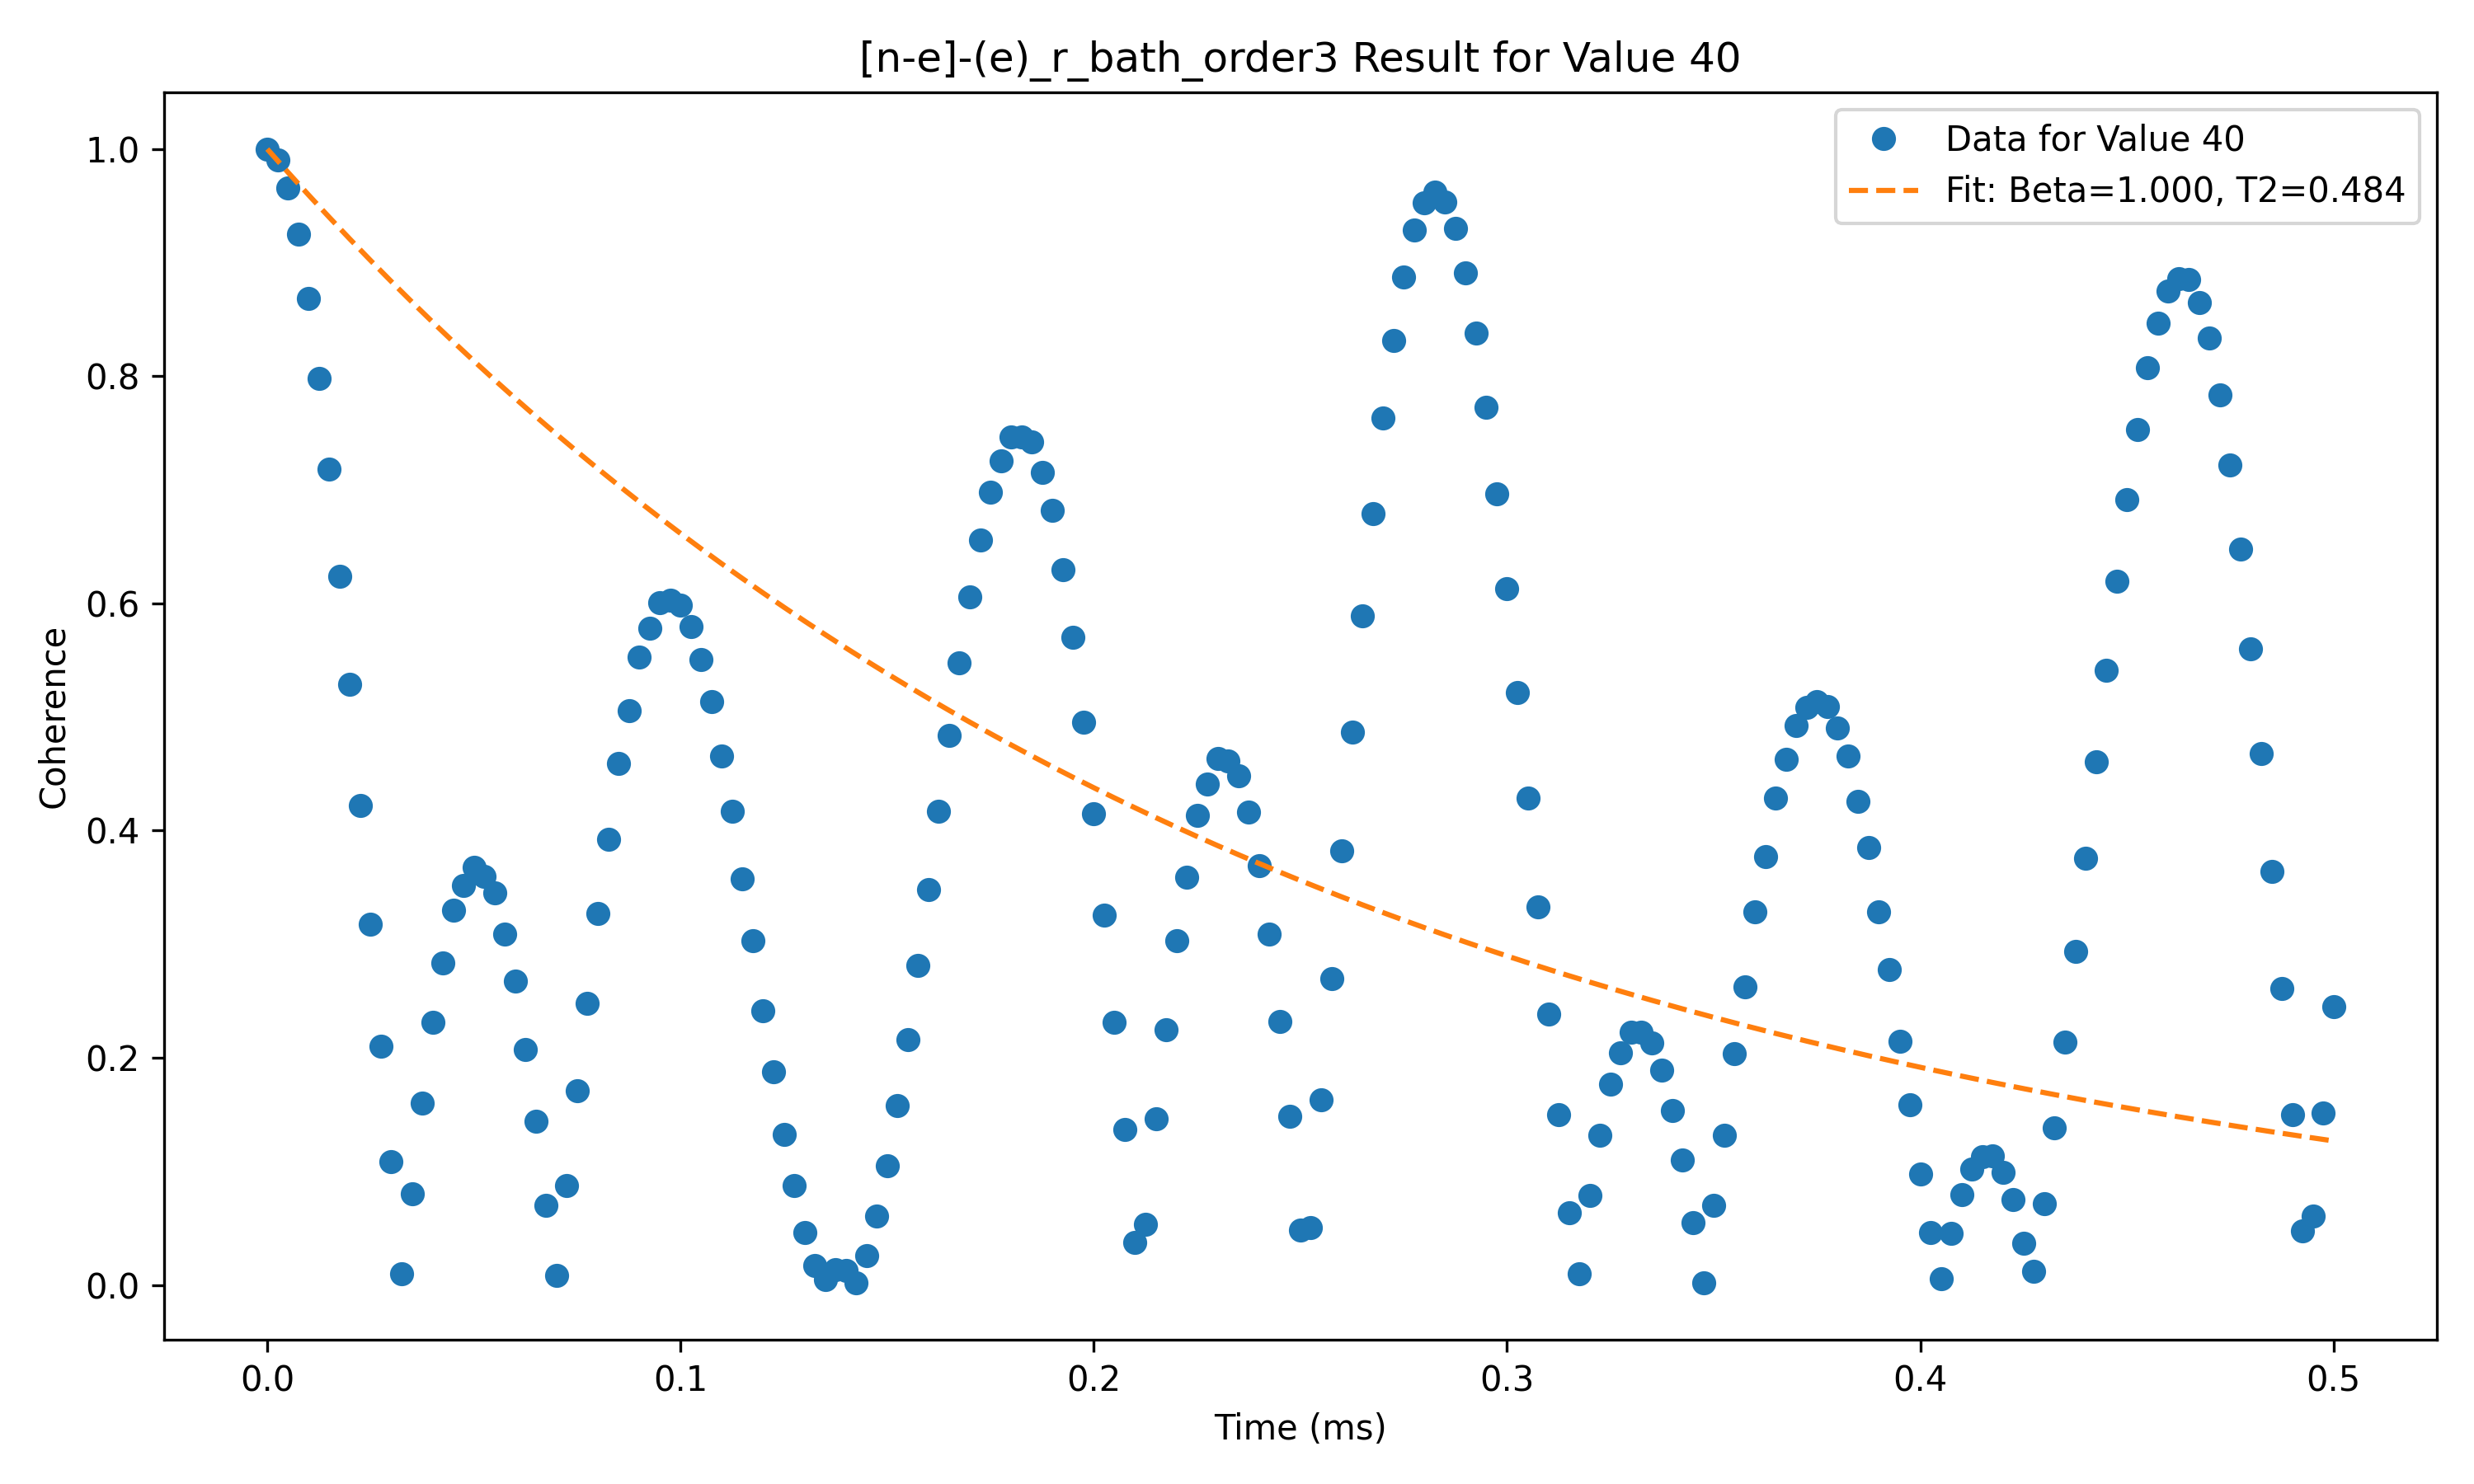 [n-e]-(e)_r_bath_order3 Result for Value 40
Data for Value 40
Fit: Beta=1.000, T2=0.484
Coherence
1.0
0.8
0.6
0.4
0.2
0.0
0.0 0.1 0.2 0.3 0.4 0.5
Time (ms)